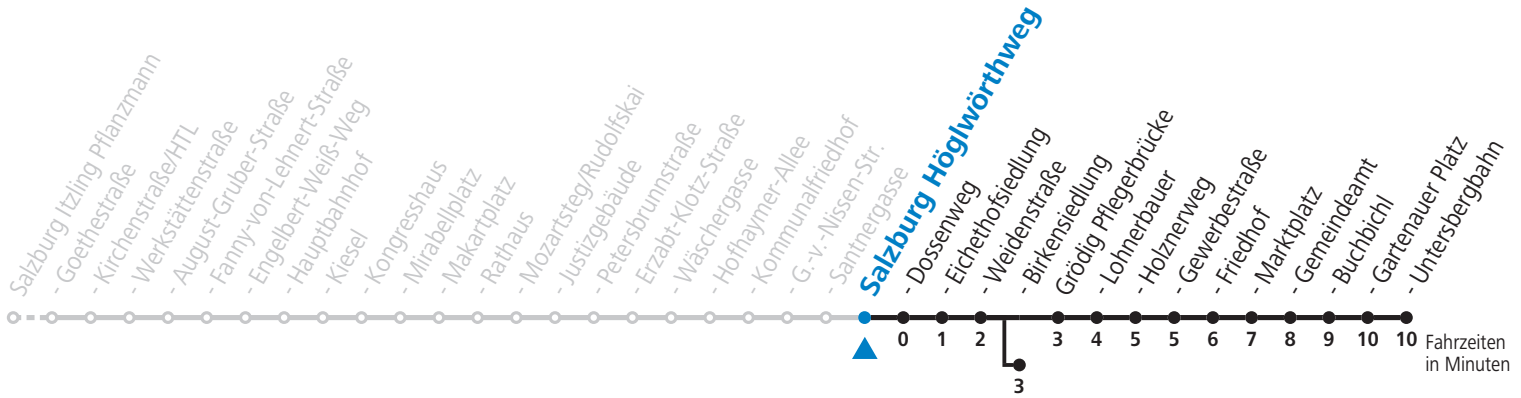 Salzburg Itzling Pflanzmann
- Goethestraße
- Kirchenstraße/HTL
- Werkstättenstraße
- August-Gruber-Straße
- Fanny-von-Lehnert-Straße
- Engelbert-Weiß-Weg
- Hauptbahnhof
- Kiesel
- Kongresshaus
- Mirabellplatz
- Makartplatz
- Rathaus
- Mozartsteg/Rudolfskai
- Justizgebäude
- Petersbrunnstraße
- Erzabt-Klotz-Straße
- Wäschergasse
- Hofhaymer-Allee
- Kommunalfriedhof
- G.-v.-Nissen-Str.
- Santnergasse
Salzburg Höglwörthweg
- Dossenweg
- Eichethofsiedlung
- Weidenstraße
- Birkensiedlung
Grödig Pflegerbrücke
- Lohnerbauer
- Holznerweg
- Gewerbestraße
- Friedhof
- Marktplatz
- Gemeindeamt
- Buchbichl
- Gartenauer Platz
- Untersbergbahn
0 1 2 3 4 5 5 6 7 8 9 10 10
Fahrzeiten
in Minuten
3